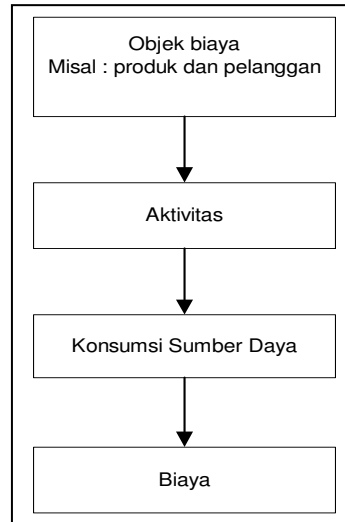 Objek biaya
Misal : produk dan pelanggan
Aktivitas
Konsumsi Sumber Daya
Biaya